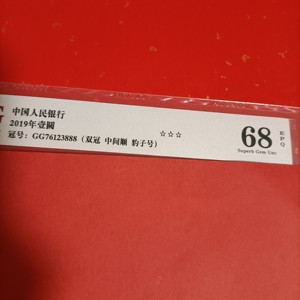 中国人民银行
2019年壹圆
冠号：GG76123888（双冠 中间顺 豹子号）
☆☆☆
68
EPQ
Superb Gem Unc